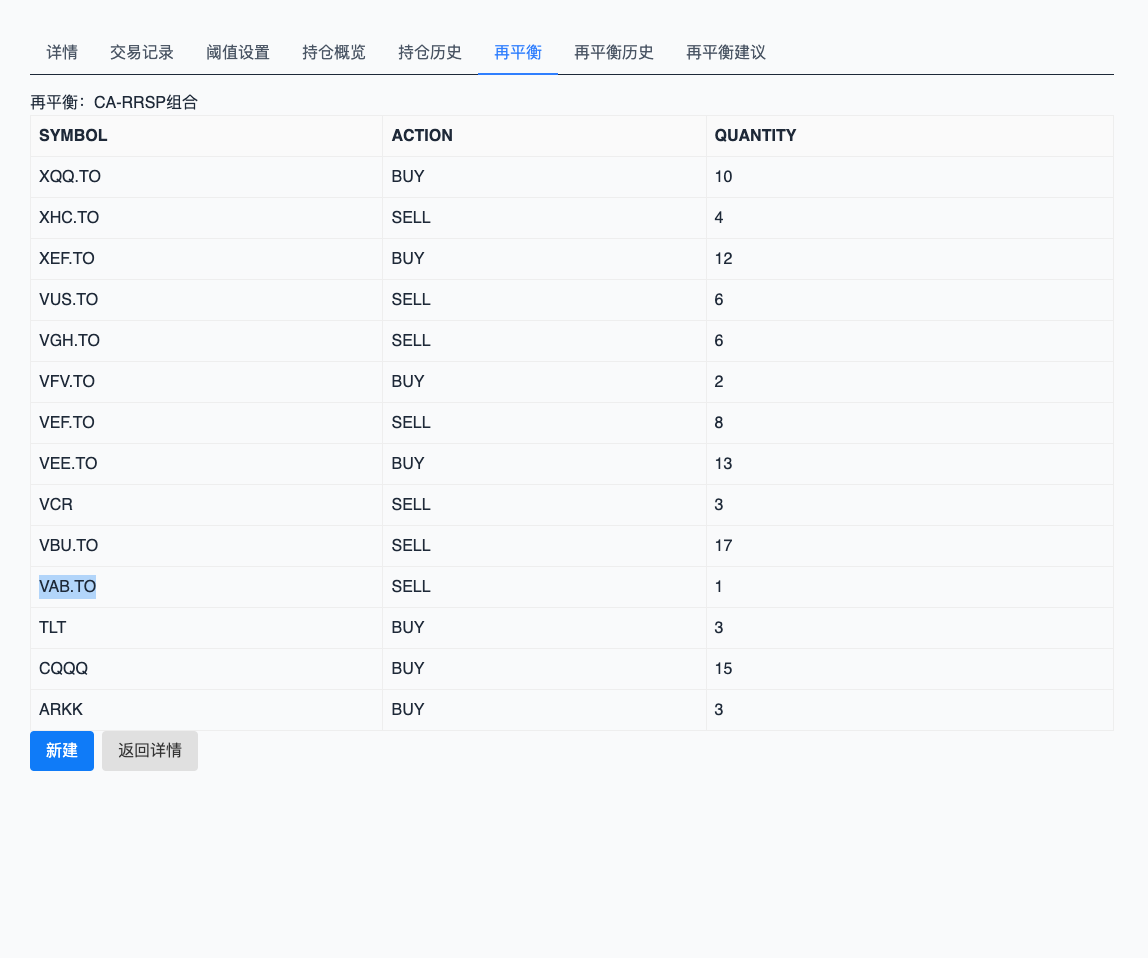 详情 交易记录 阈值设置 持仓概览 持仓历史 再平衡 再平衡历史 再平衡建议
再平衡：CA-RRSP组合
SYMBOL ACTION QUANTITY
XQQ.TO BUY 10
XHC.TO SELL 4
XEF.TO BUY 12
VUS.TO SELL 6
VGH.TO SELL 6
VFV.TO BUY 2
VEF.TO SELL 8
VEE.TO BUY 13
VCR SELL 3
VBU.TO SELL 17
VAB.TO SELL 1
TLT BUY 3
CQQQ BUY 15
ARKK BUY 3
新建 返回详情